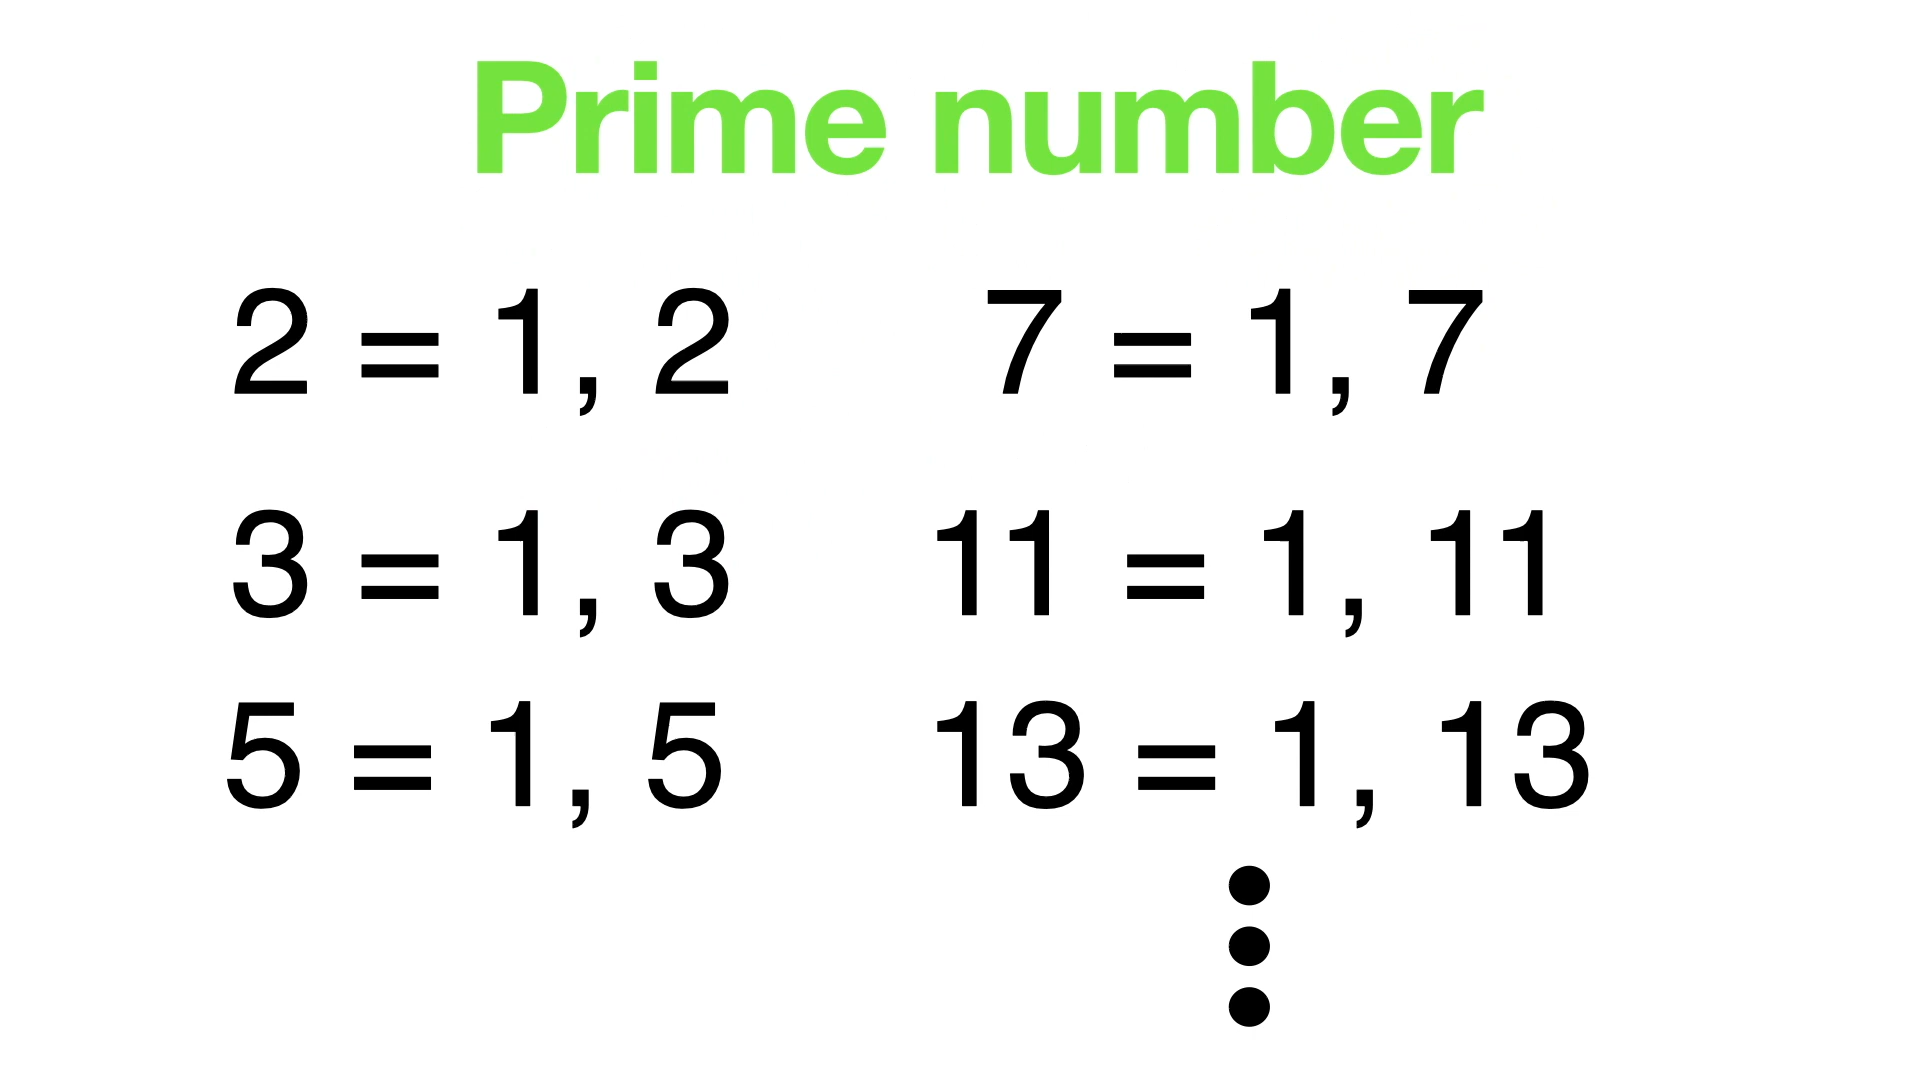 Prime number
2 = 1, 2
7 = 1, 7
3 = 1, 3
11 = 1, 11
5 = 1, 5
13 = 1, 13